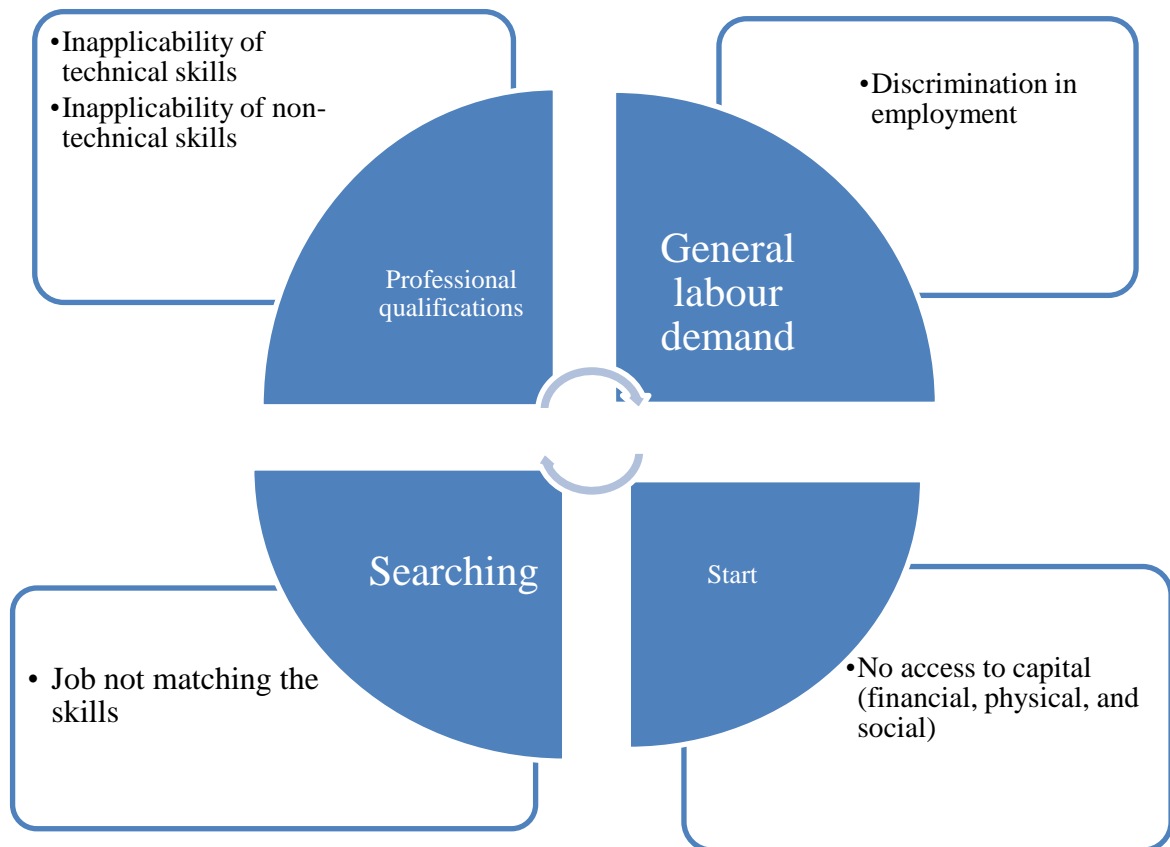 •Inapplicability of
technical skills
•Inapplicability of non-
technical skills
•Discrimination in
employment
Professional
qualifications
General
labour
demand
Searching
Start
• Job not matching the
skills
•No access to capital
(financial, physical, and
social)